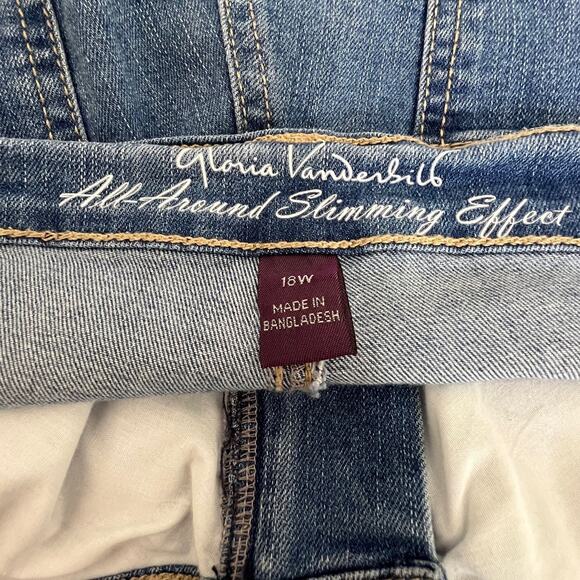 Gloria Vanderbilt
All-Around Slimming Effect
18W
MADE IN
BANGLADESH